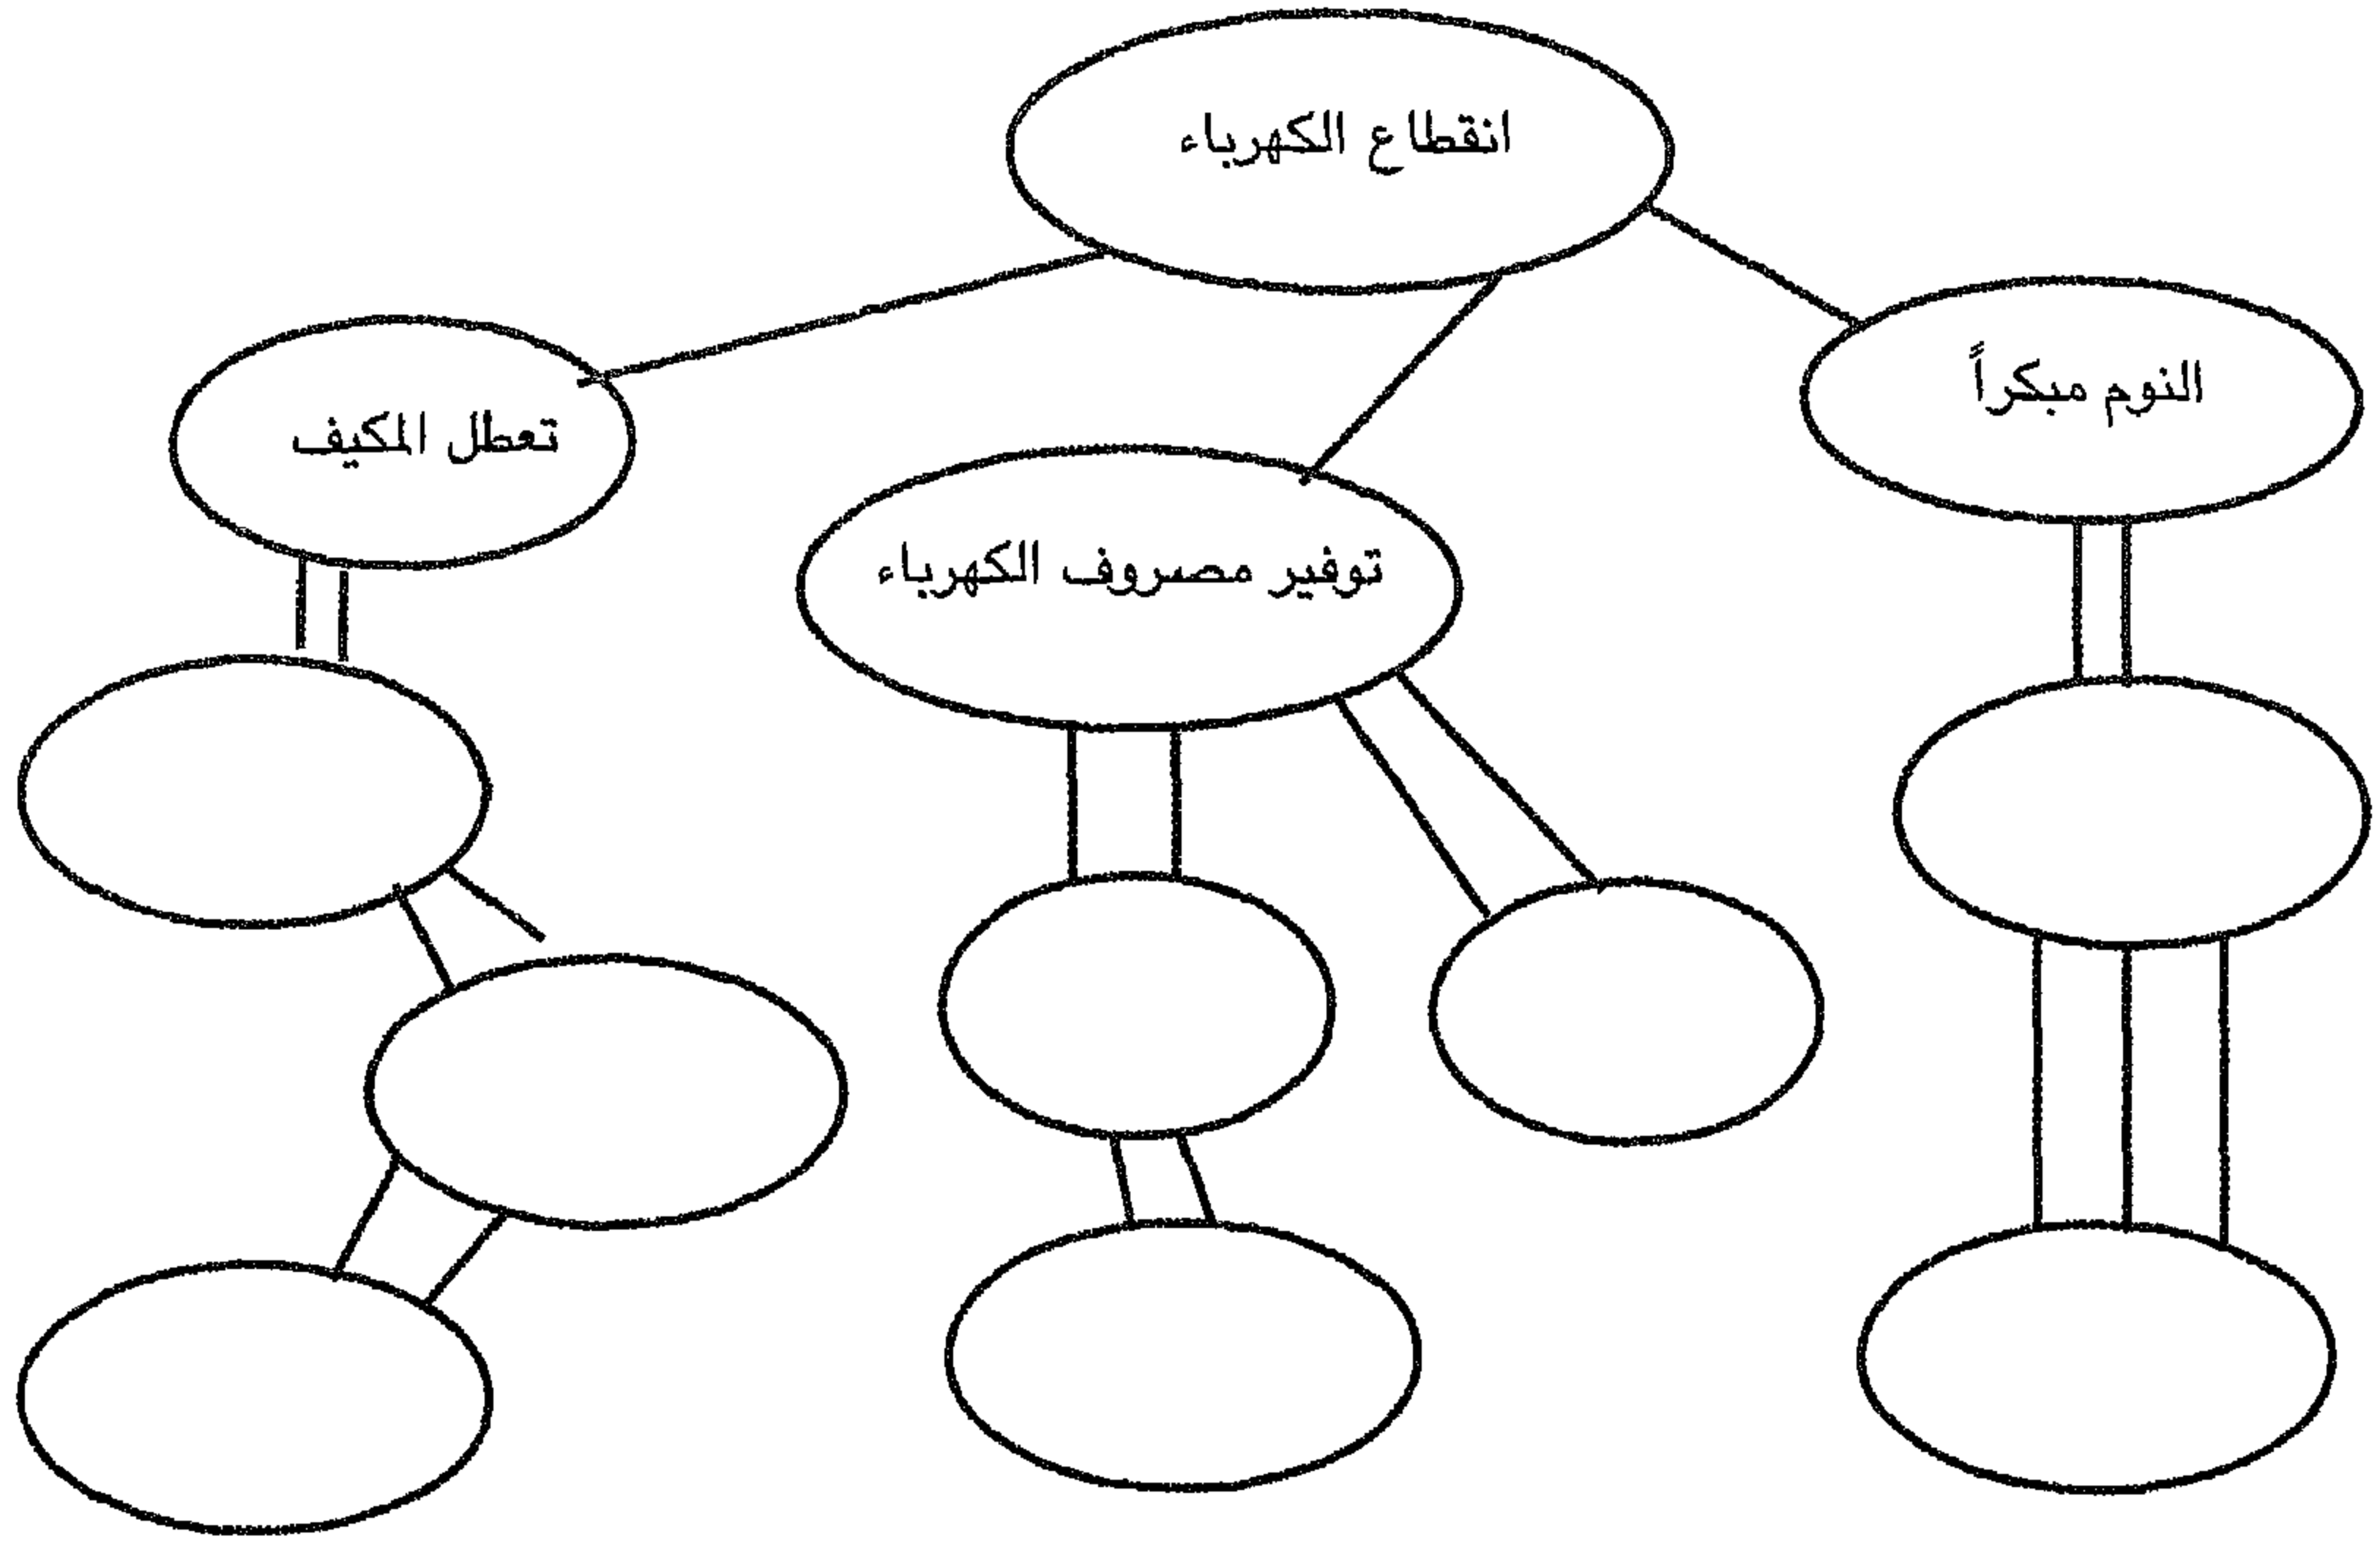 انقطاع الكهرباء
النوم مبكراً
تعطل المكيف
توفير مصروف الكهرباء